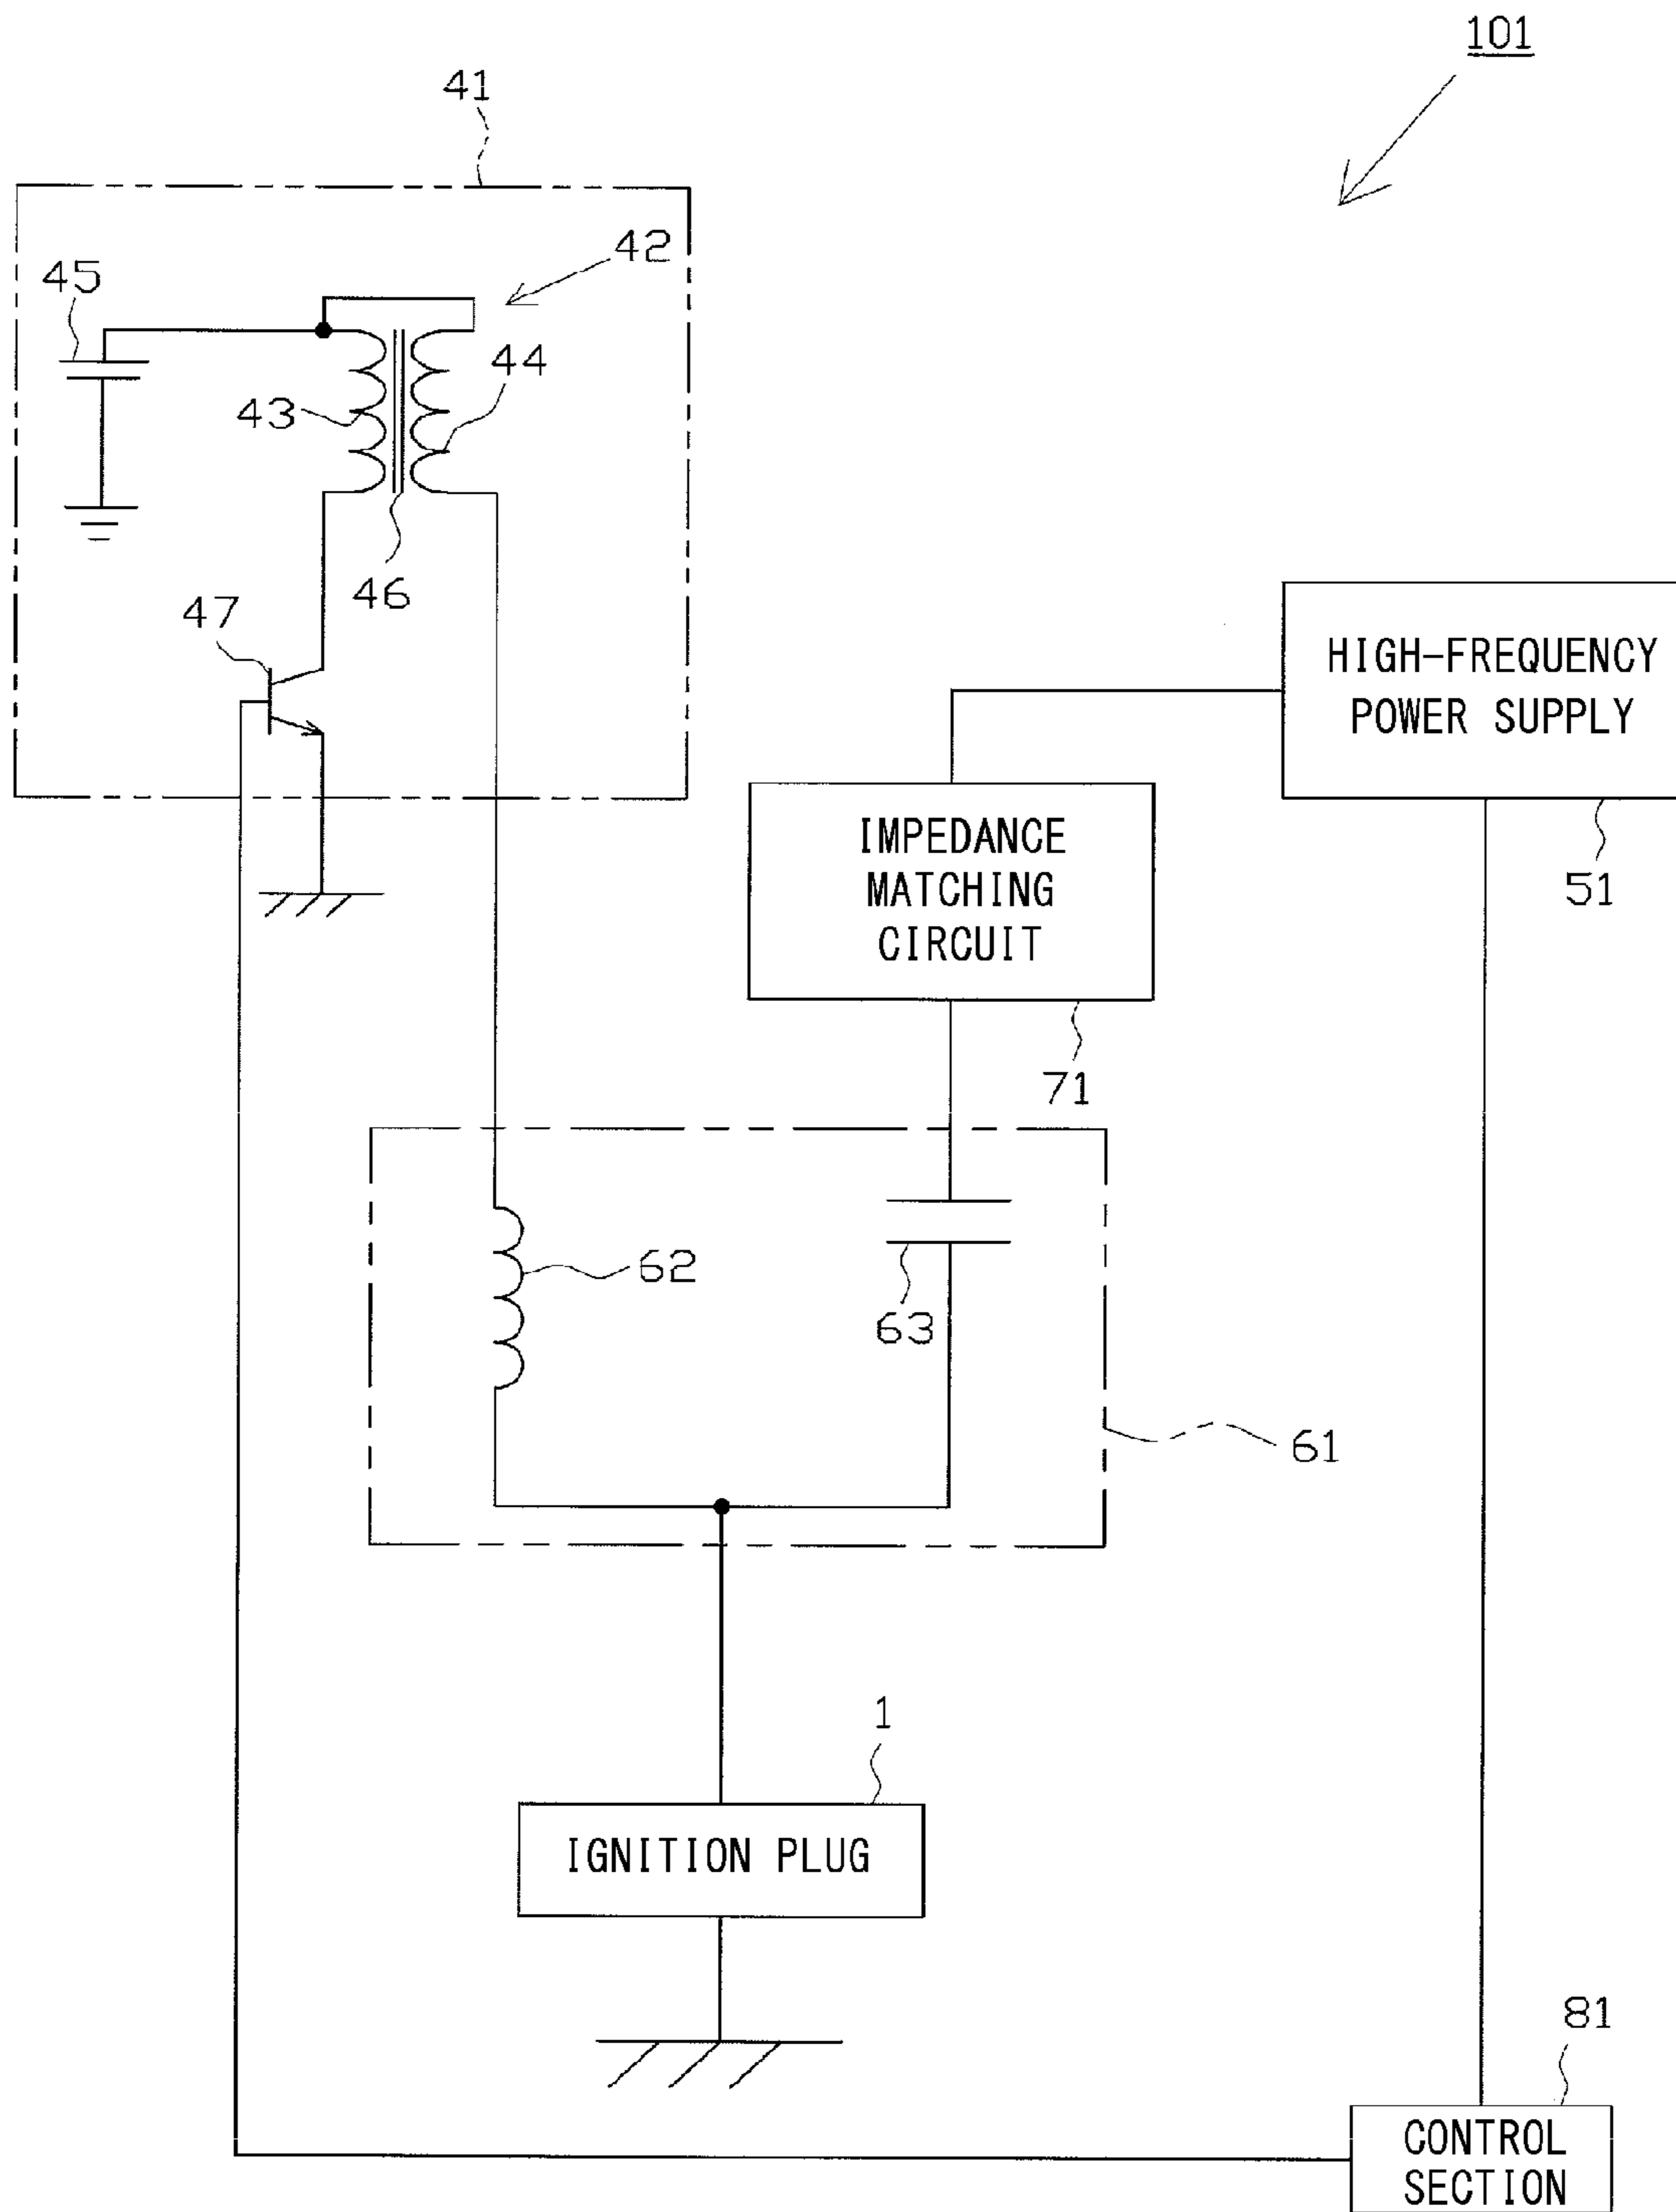 101
41
42
45
43
44
46
47
HIGH-FREQUENCY
POWER SUPPLY
51
IMPEDANCE
MATCHING
CIRCUIT
71
62
63
61
1
IGNITION PLUG
81
CONTROL
SECTION